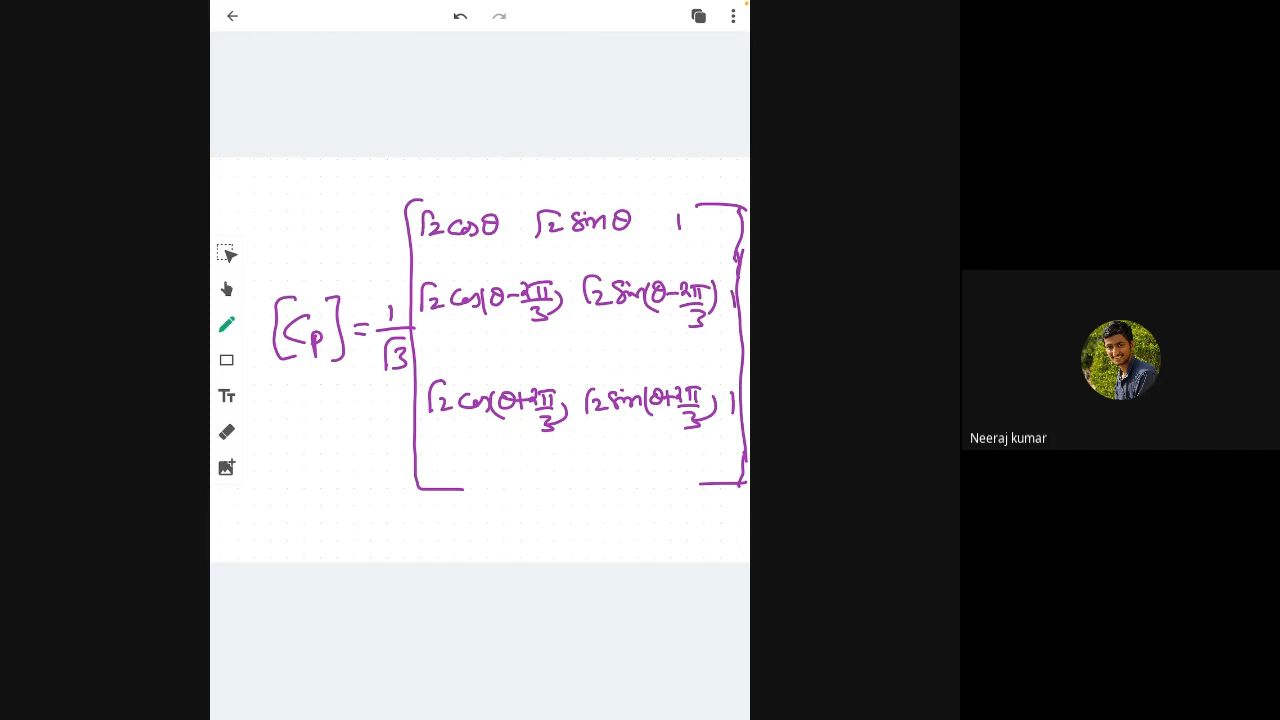 √2 cosθ √2 sinθ 1
√2 cos(θ-2π/3) √2 sin(θ-2π/3) 1
[Cp] = 1/√3
√2 cos(θ+2π/3) √2 sin(θ+2π/3) 1
Tт
Neeraj kumar